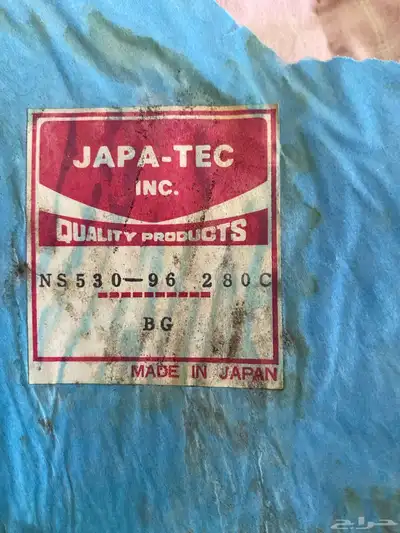 JAPA-TEC
INC.
QUALITY PRODUCTS
NS530-96 280C
BG
MADE IN JAPAN
حراج